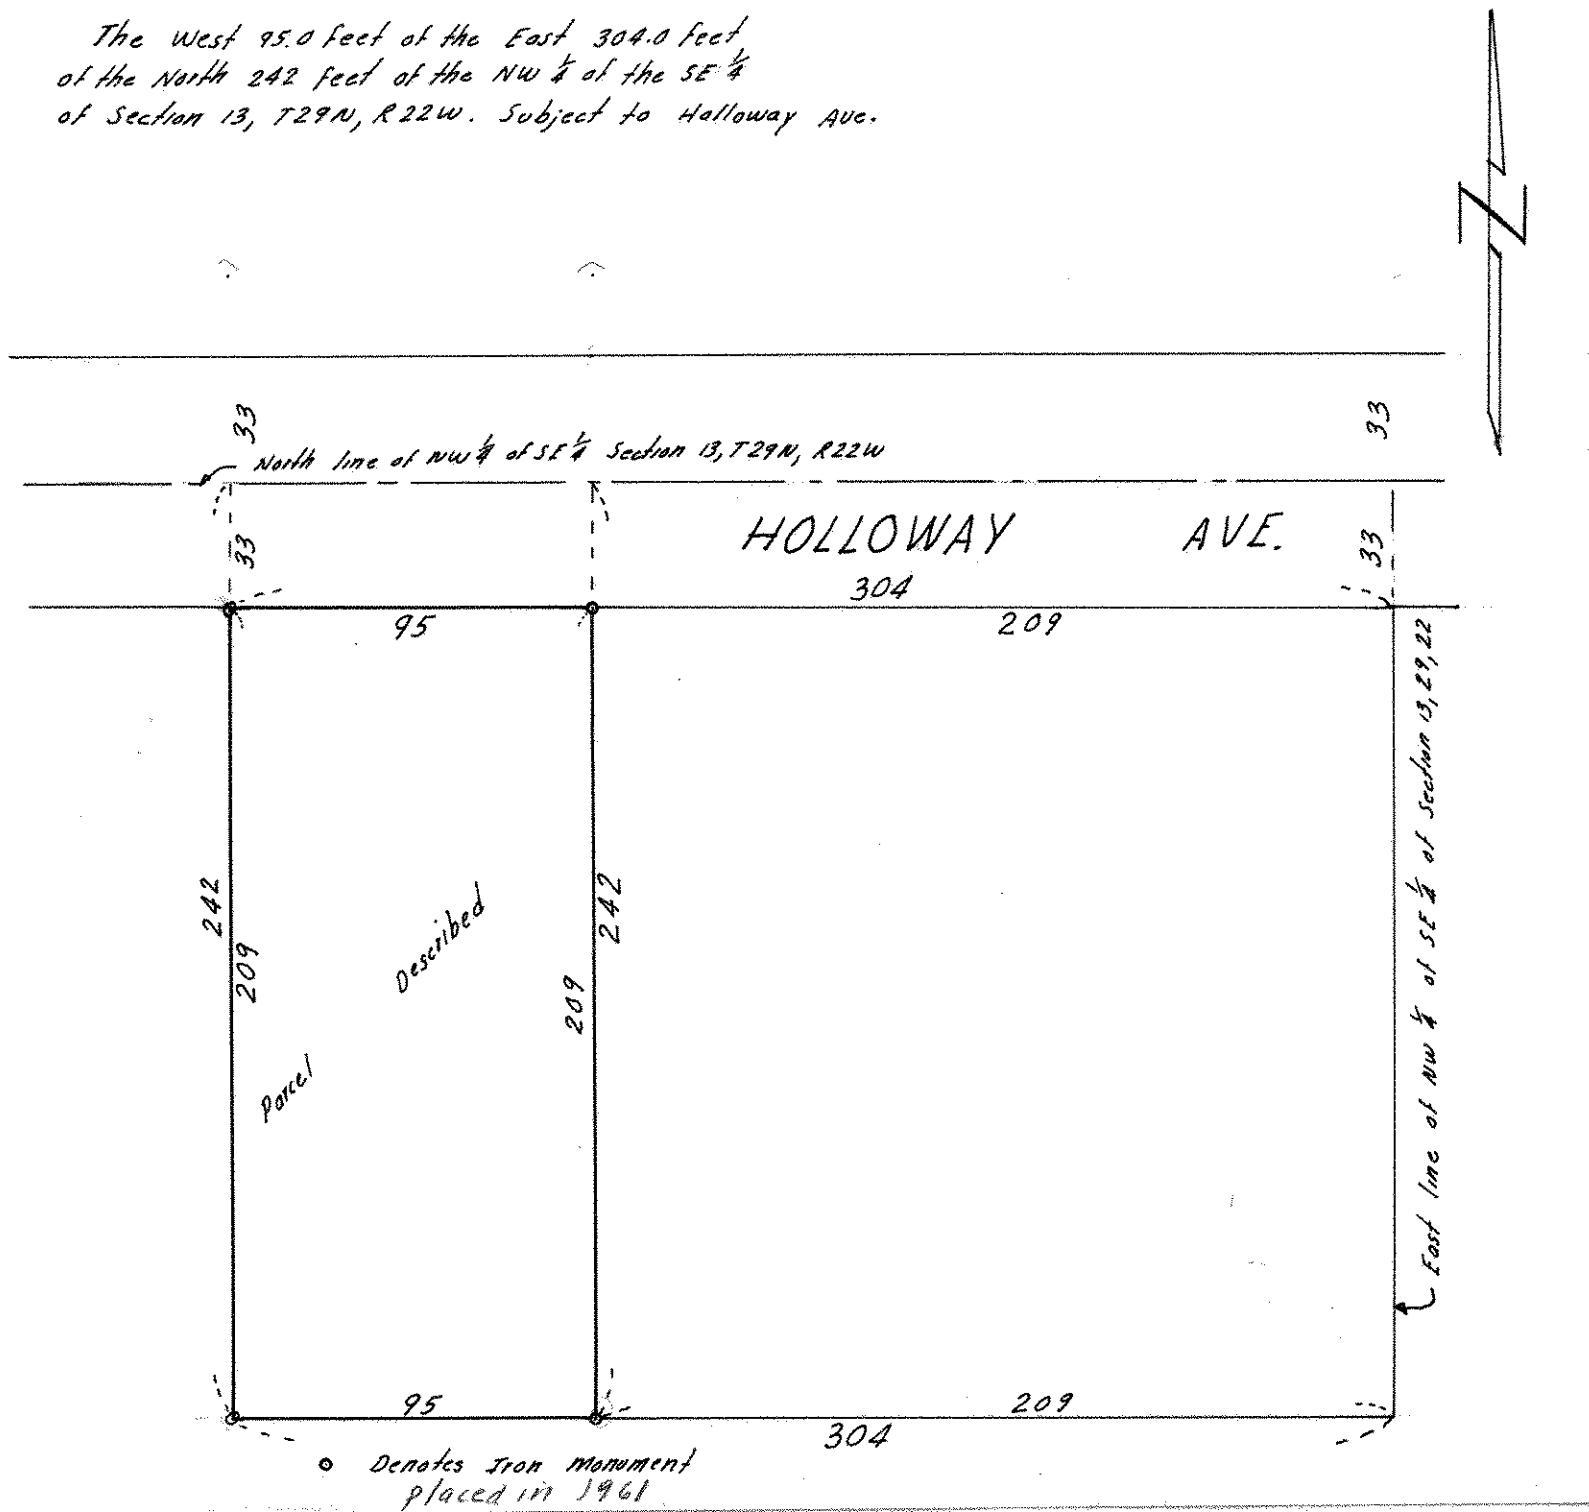 The West 95.0 feet of the East 304.0 feet
of the North 242 feet of the NW ¼ of the SE ¼
of Section 13, T29N, R22W. Subject to Holloway Ave.
N
33
33
North line of NW ¼ of SE ¼ Section 13, T29N, R22W
33
HOLLOWAY AVE.
33
304
95
209
242
209
Parcel Described
242
209
East line of NW ¼ of SE ¼ of Section 13, 29, 22
95
209
304
Denotes Iron Monument
placed in 1961